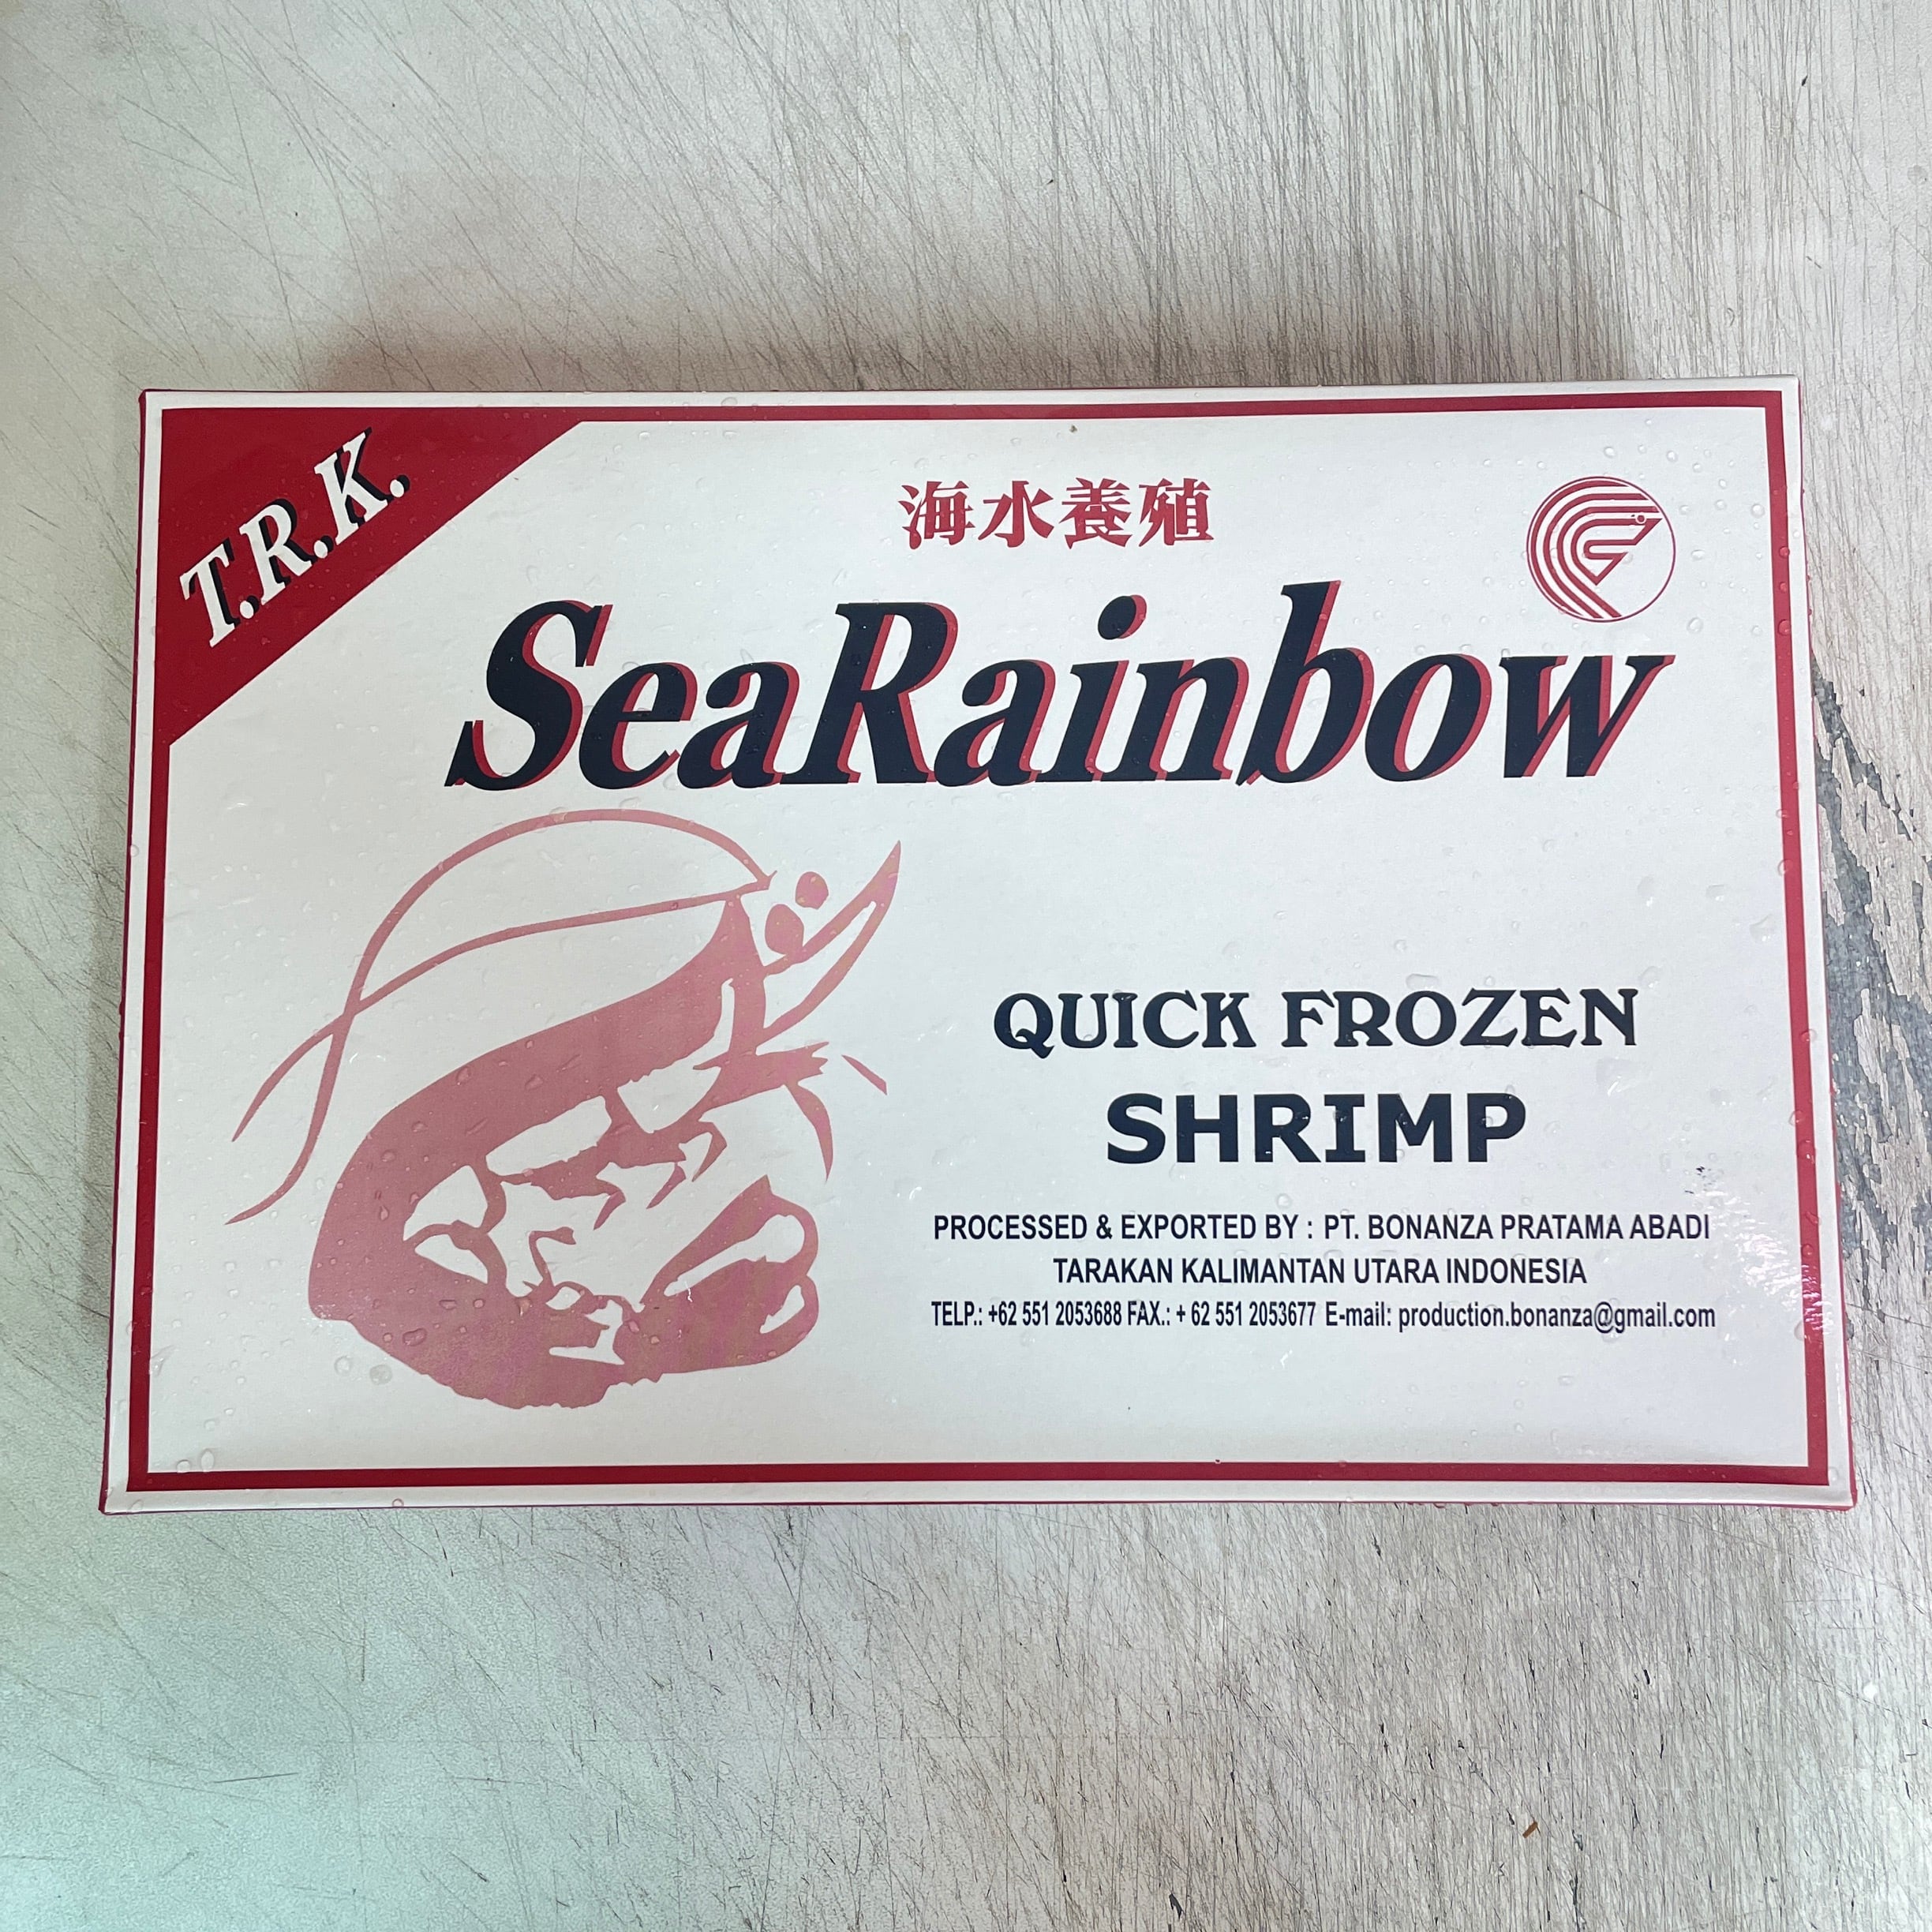 T.R.K.
海水養殖
SeaRainbow
QUICK FROZEN
SHRIMP
PROCESSED & EXPORTED BY : PT. BONANZA PRATAMA ABADI
TARAKAN KALIMANTAN UTARA INDONESIA
TELP.: +62 551 2053688 FAX.: + 62 551 2053677 E-mail: production.bonanza@gmail.com